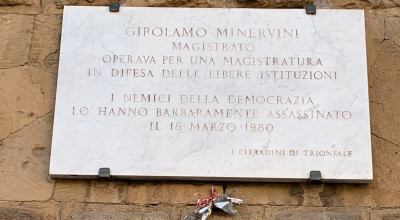 GIROLAMO MINERVINI
MAGISTRATO
OPERAVA PER UNA MAGISTRATURA
IN DIFESA DELLE LIBERE ISTITUZIONI
I NEMICI DELLA DEMOCRAZIA
LO HANNO BARBARAMENTE ASSASSINATO
IL 18 MARZO 1980
I CITTADINI DI TRIONFALE